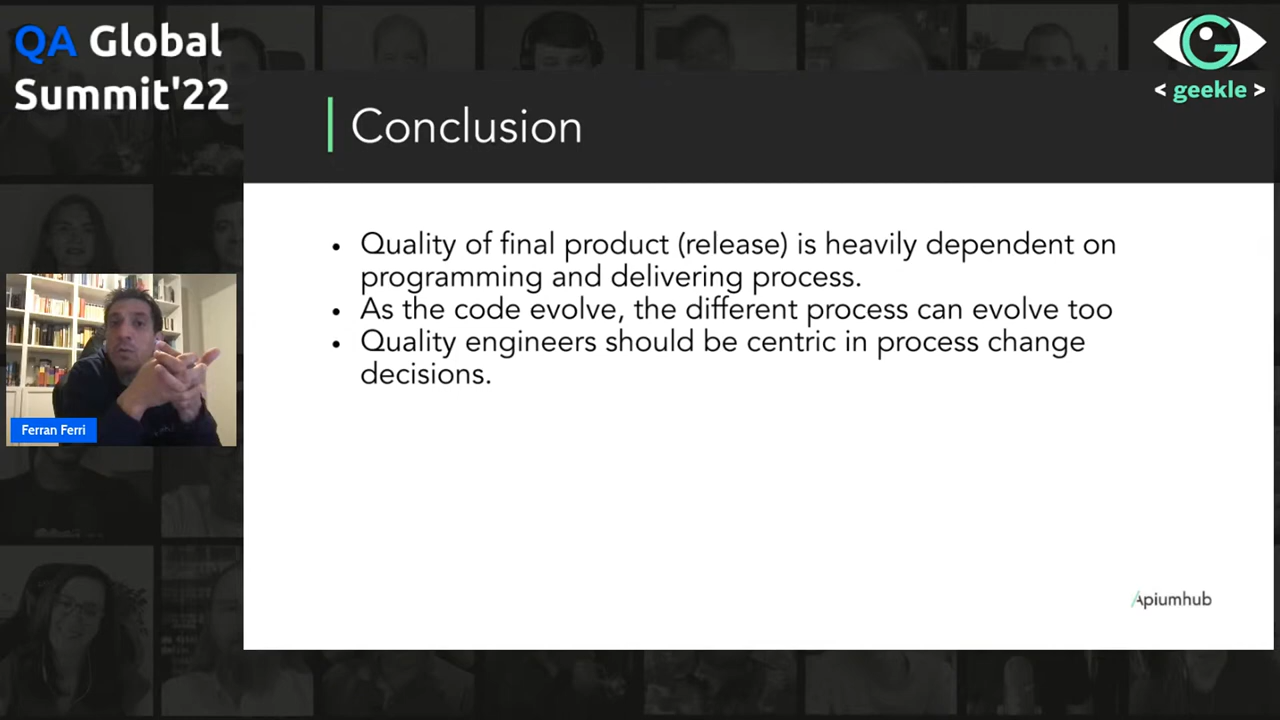 QA Global
Summit'22
< geekle >
Conclusion
• Quality of final product (release) is heavily dependent on
programming and delivering process.
• As the code evolve, the different process can evolve too
• Quality engineers should be centric in process change
decisions.
Ferran Ferri
Apiumhub